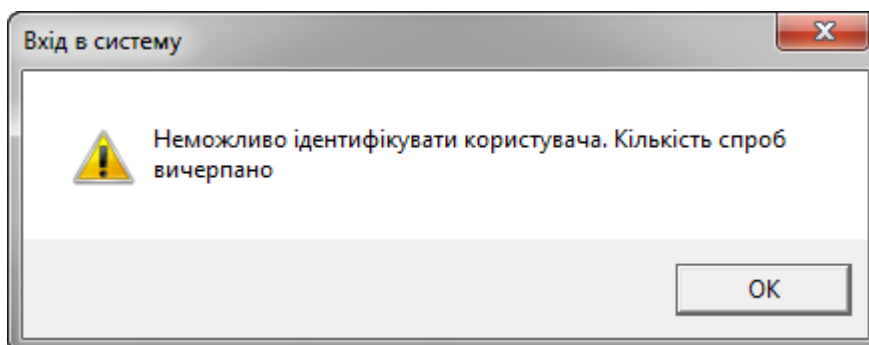 Вхід в систему
Неможливо ідентифікувати користувача. Кількість спроб
вичерпано
OK